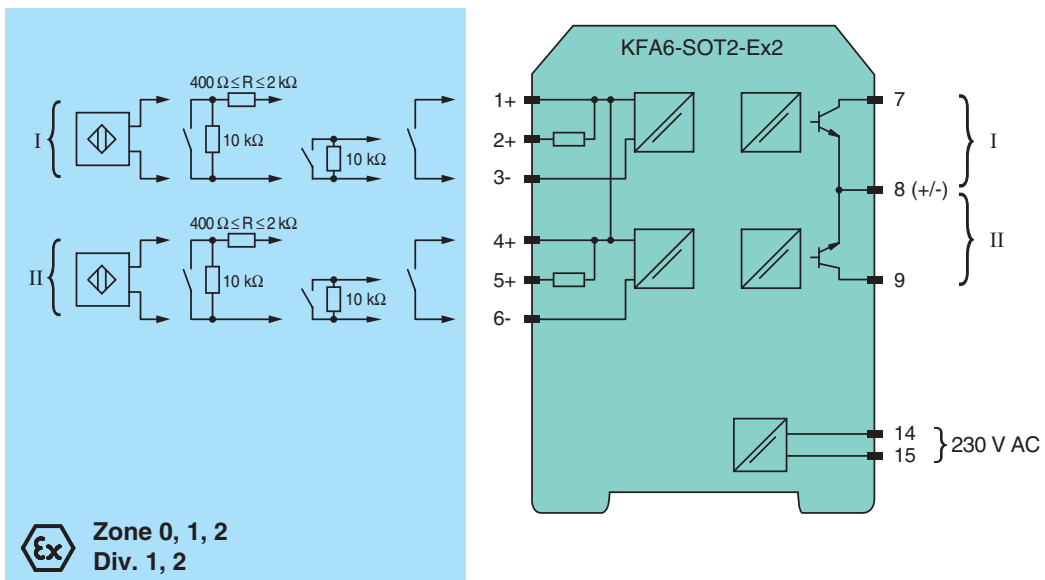 KFA6-SOT2-Ex2
400 Ω ≤ R ≤ 2 kΩ
I
10 kΩ
10 kΩ
400 Ω ≤ R ≤ 2 kΩ
II
10 kΩ
10 kΩ
1+
2+
3-
4+
5+
6-
7
8 (+/-)
9
I
II
14
15
230 V AC
Ex
Zone 0, 1, 2
Div. 1, 2